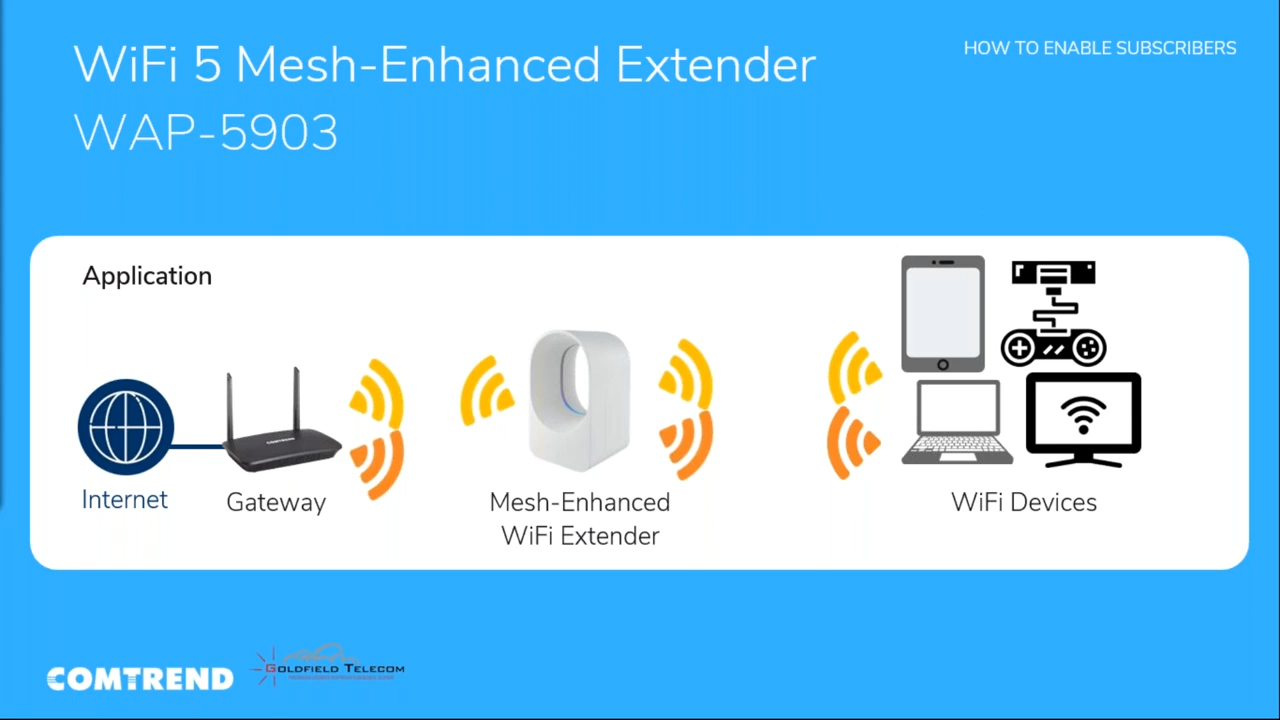 WiFi 5 Mesh-Enhanced Extender
WAP-5903
HOW TO ENABLE SUBSCRIBERS
Application
COMTREND
Internet
Gateway
Mesh-Enhanced
WiFi Extender
WiFi Devices
COMTREND
GOLDFIELD TELECOM